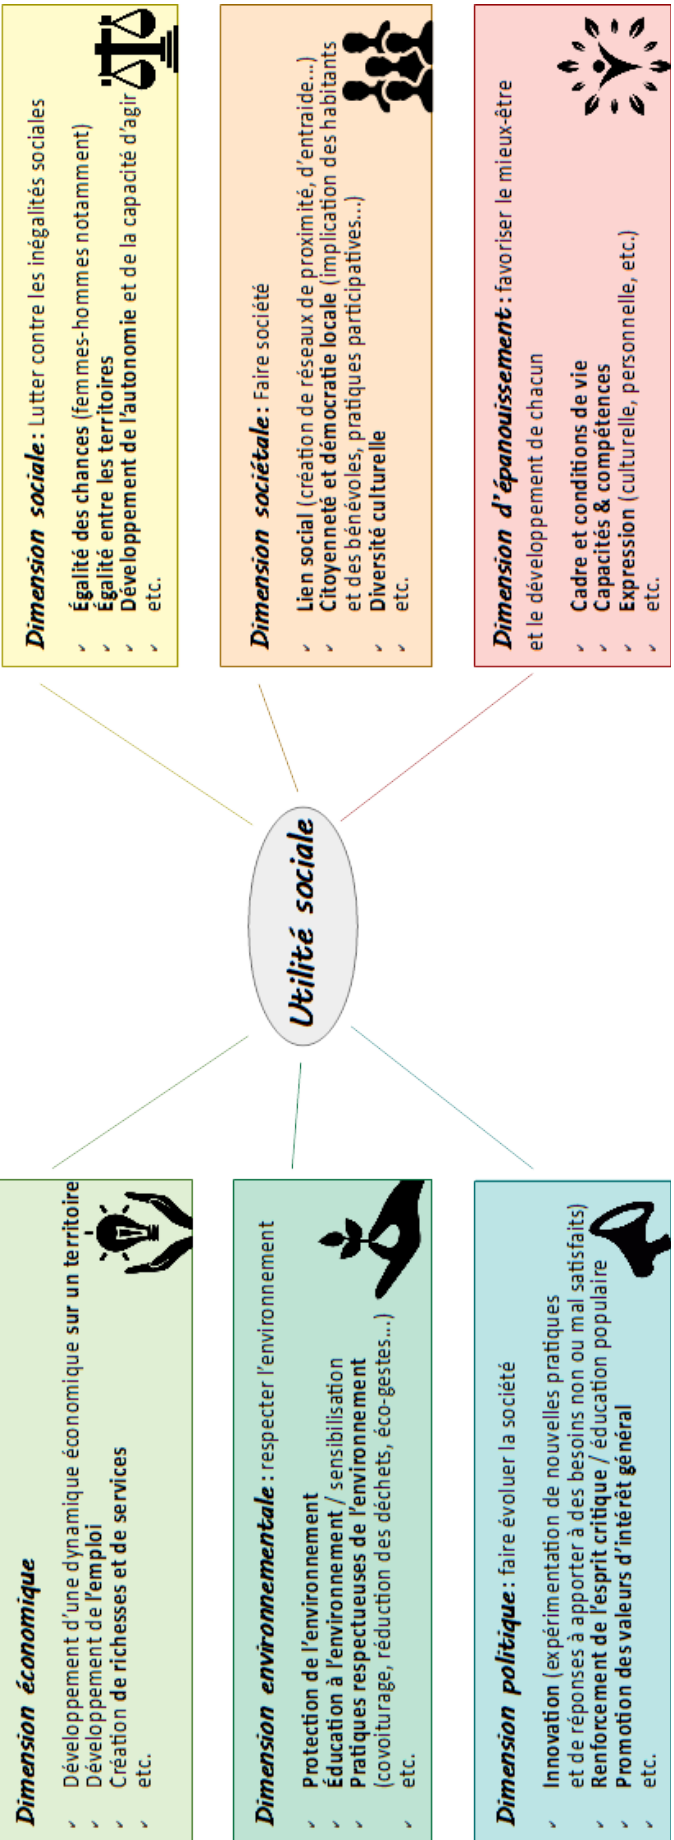 Dimension économique
✓ Développement d'une dynamique économique sur un territoire
✓ Développement de l'emploi
✓ Création de richesses et de services
✓ etc.
Dimension sociale : Lutter contre les inégalités sociales
✓ Égalité des chances (femmes-hommes notamment)
✓ Égalité entre les territoires
✓ Développement de l'autonomie et de la capacité d'agir
✓ etc.
Utilité sociale
Dimension environnementale : respecter l'environnement
✓ Protection de l'environnement
✓ Éducation à l'environnement / sensibilisation
✓ Pratiques respectueuses de l'environnement
(covoiturage, réduction des déchets, éco-gestes...)
✓ etc.
Dimension sociétale : Faire société
✓ Lien social (création de réseaux de proximité, d'entraide...)
✓ Citoyenneté et démocratie locale (implication des habitants
et des bénévoles, pratiques participatives...)
✓ Diversité culturelle
✓ etc.
Dimension politique : faire évoluer la société
✓ Innovation (expérimentation de nouvelles pratiques
et de réponses à apporter à des besoins non ou mal satisfaits)
✓ Renforcement de l'esprit critique / éducation populaire
✓ Promotion des valeurs d'intérêt général
✓ etc.
Dimension d'épanouissement : favoriser le mieux-être
et le développement de chacun
✓ Cadre et conditions de vie
✓ Capacités & compétences
✓ Expression (culturelle, personnelle, etc.)
✓ etc.